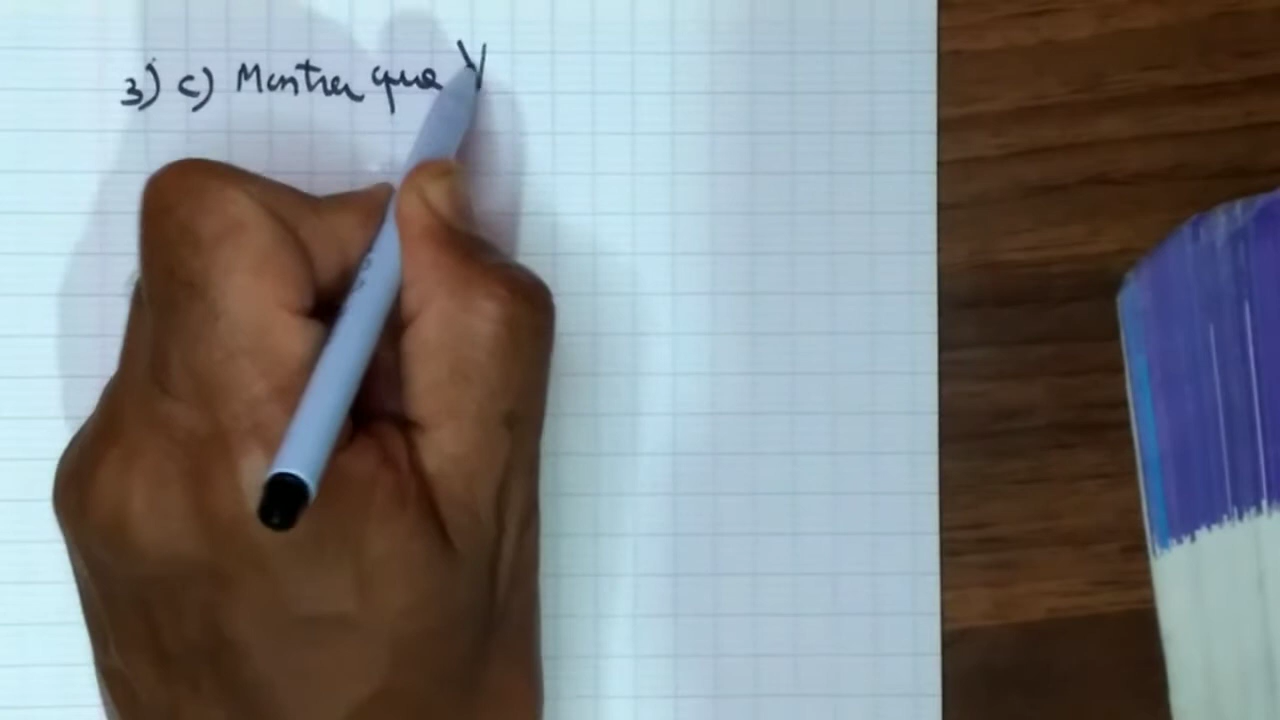 3) c) Montrer que ∀